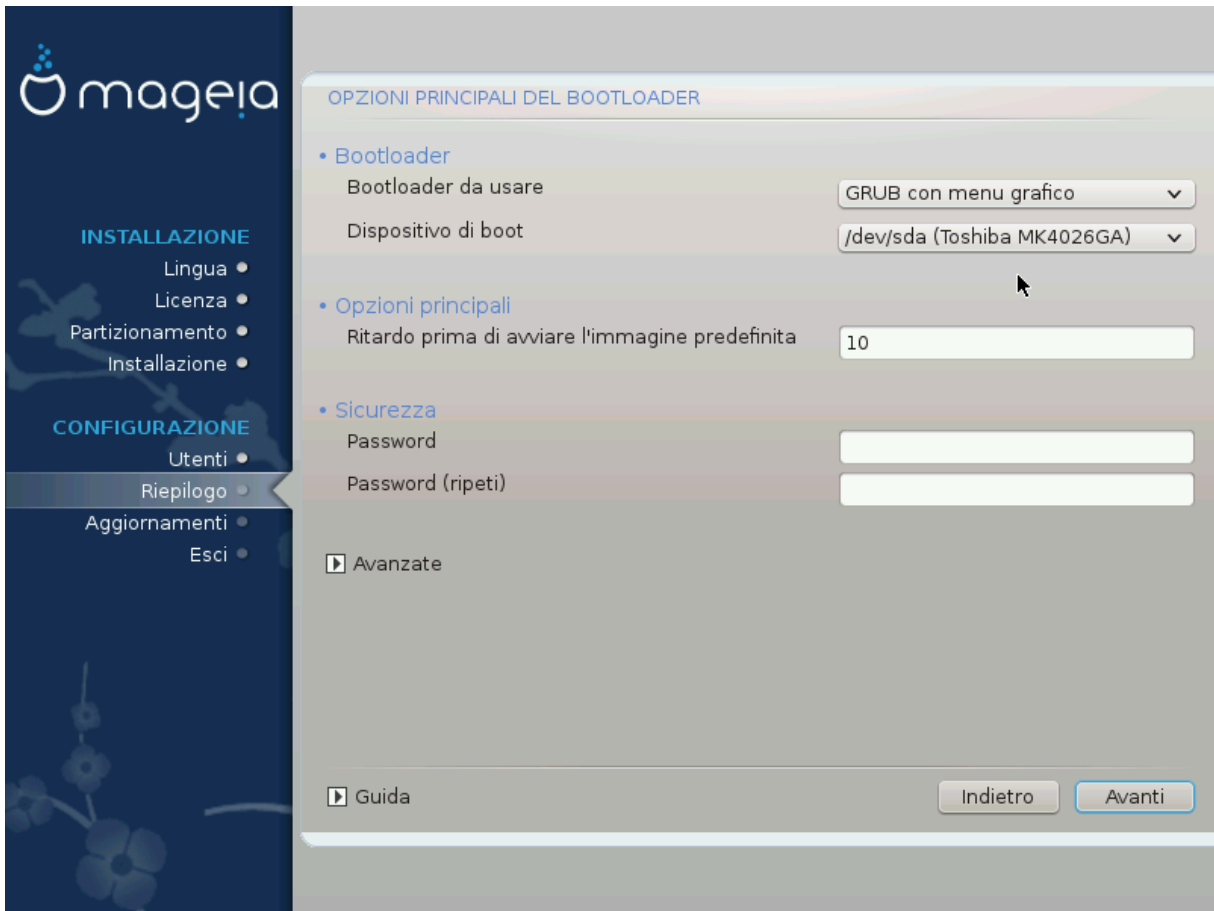 mageia
INSTALLAZIONE
Lingua
Licenza
Partizionamento
Installazione
CONFIGURAZIONE
Utenti
Riepilogo
Aggiornamenti
Esci
OPZIONI PRINCIPALI DEL BOOTLOADER
• Bootloader
Bootloader da usare
GRUB con menu grafico
Dispositivo di boot
/dev/sda (Toshiba MK4026GA)
• Opzioni principali
Ritardo prima di avviare l'immagine predefinita
10
• Sicurezza
Password
Password (ripeti)
Avanzate
Guida
Indietro
Avanti